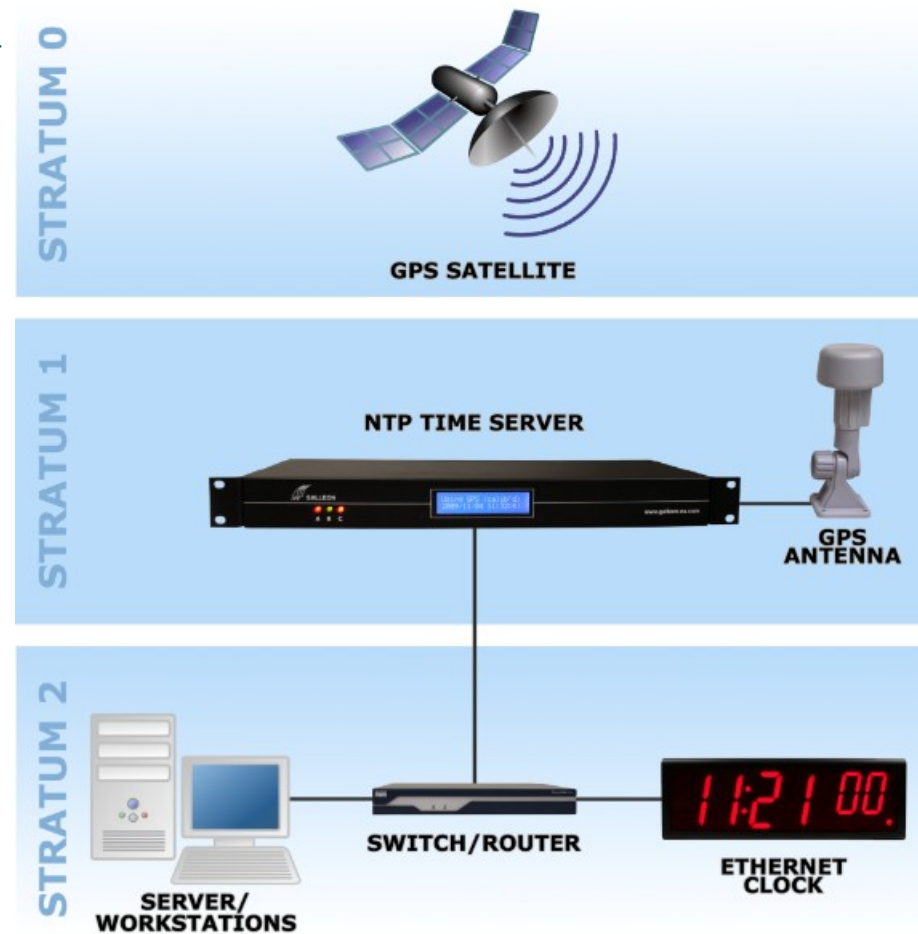 STRATUM 0
GPS SATELLITE
STRATUM 1
NTP TIME SERVER
GALLEON
A B C
GPS
ANTENNA
STRATUM 2
11:21 00.
SWITCH/ROUTER
SERVER/
WORKSTATIONS
ETHERNET
CLOCK